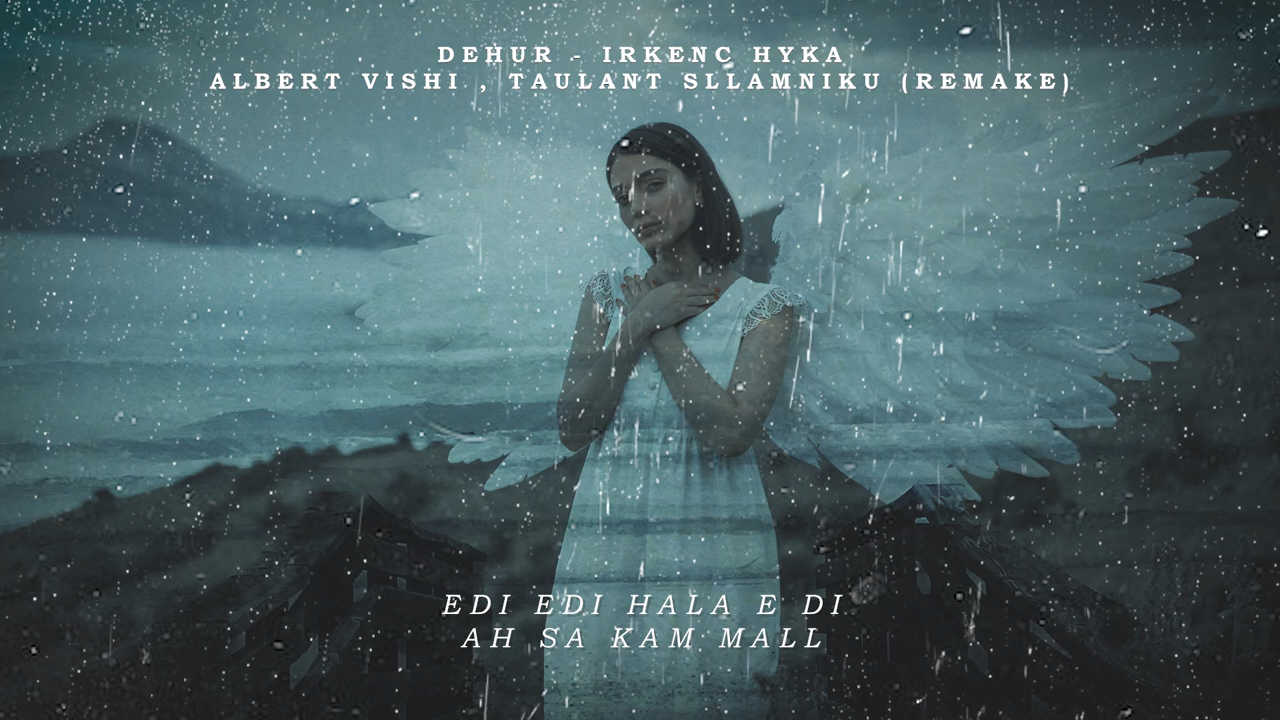 DEHUR - IRKENC HYKA
ALBERT VISHI , TAULANT SLLAMNIKU (REMAKE)
EDI EDI HALA E DI
AH SA KAM MALL